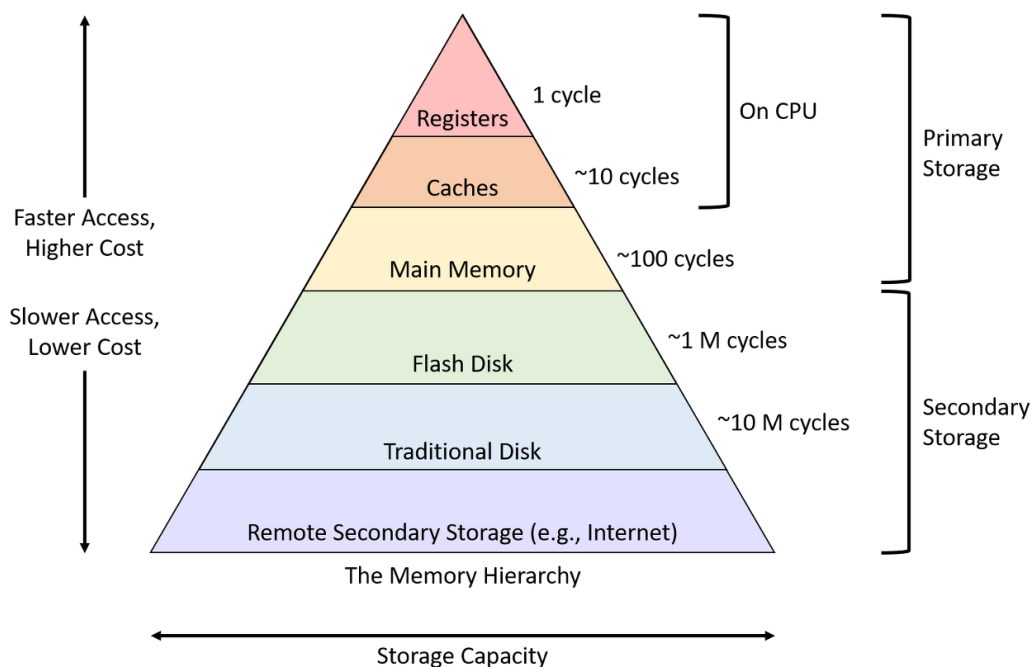 Registers
1 cycle
On CPU
Primary
Storage
Caches
~10 cycles
Faster Access,
Higher Cost
Main Memory
~100 cycles
Slower Access,
Lower Cost
Flash Disk
~1 M cycles
Secondary
Storage
Traditional Disk
~10 M cycles
Remote Secondary Storage (e.g., Internet)
The Memory Hierarchy
Storage Capacity